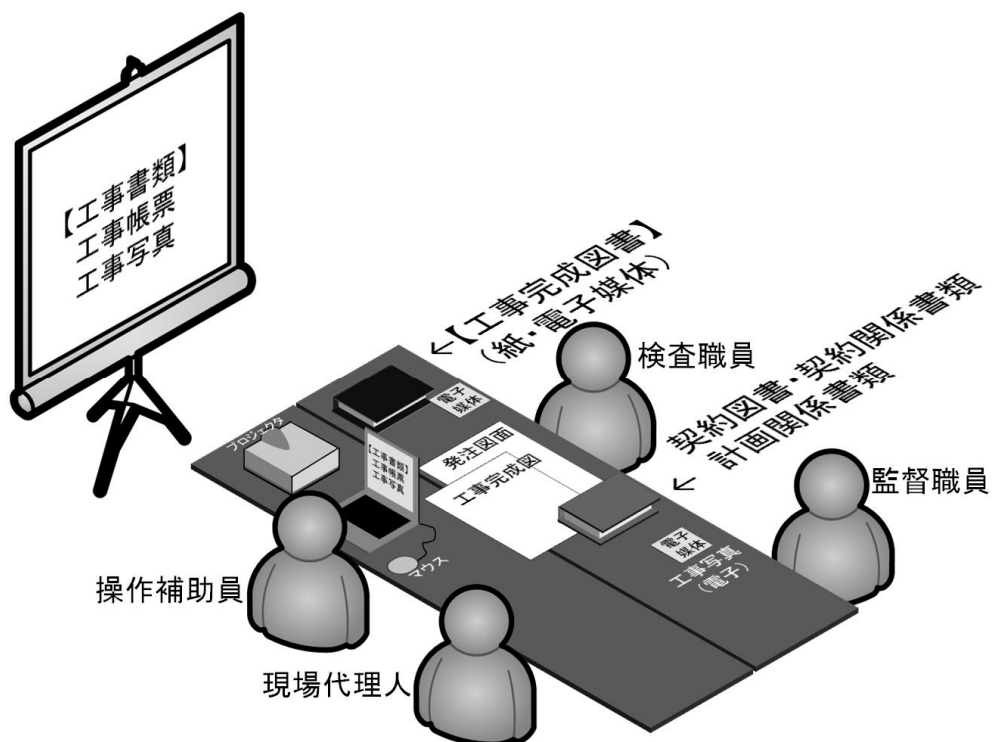 【工事書類】
工事帳票
工事写真
←【工事完成図書】
(紙・電子媒体)
検査職員
契約図書・契約関係書類
計画関係書類
←
監督職員
電子
媒体
プロジェクタ
【工事書類】
工事帳票
工事写真
発注図面
工事完成図
電子
媒体
工事写真
(電子)
マウス
操作補助員
現場代理人